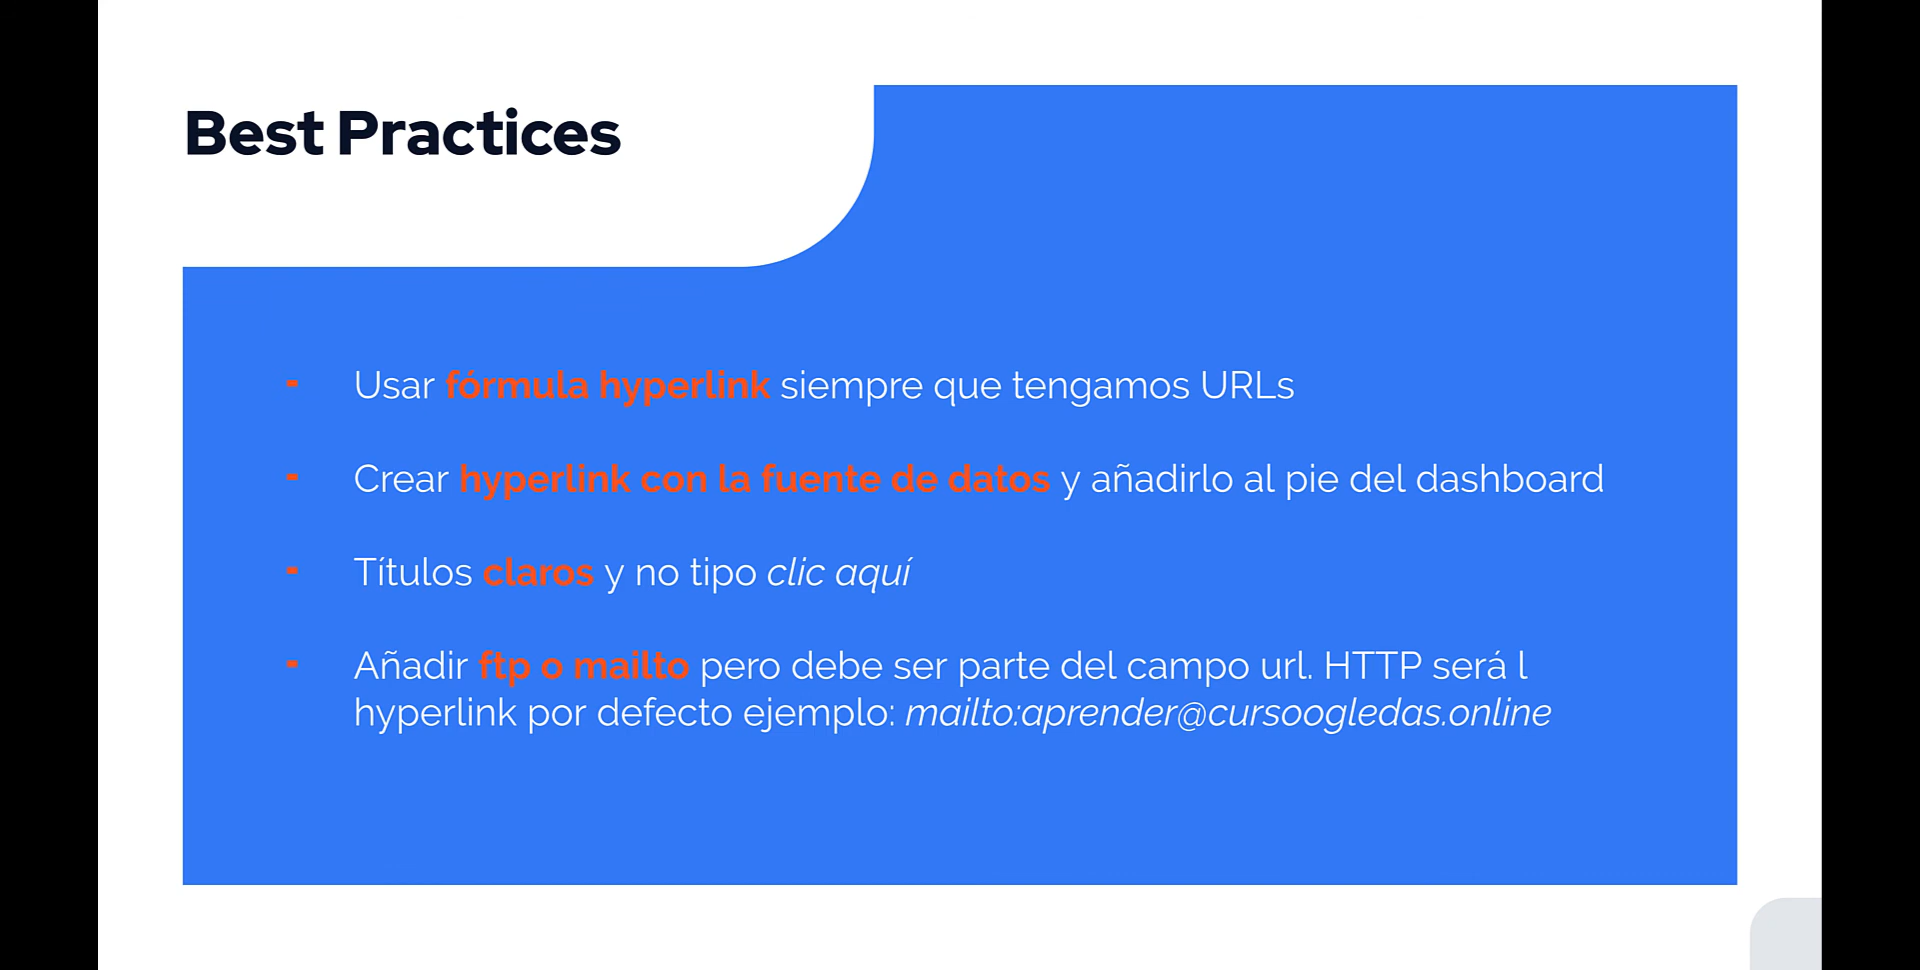 Best Practices
- Usar fórmula hyperlink siempre que tengamos URLs
- Crear hyperlink con la fuente de datos y añadirlo al pie del dashboard
- Títulos claros y no tipo clic aquí
- Añadir ftp o mailto pero debe ser parte del campo url. HTTP será l
hyperlink por defecto ejemplo: mailto:aprender@cursoogledas.online